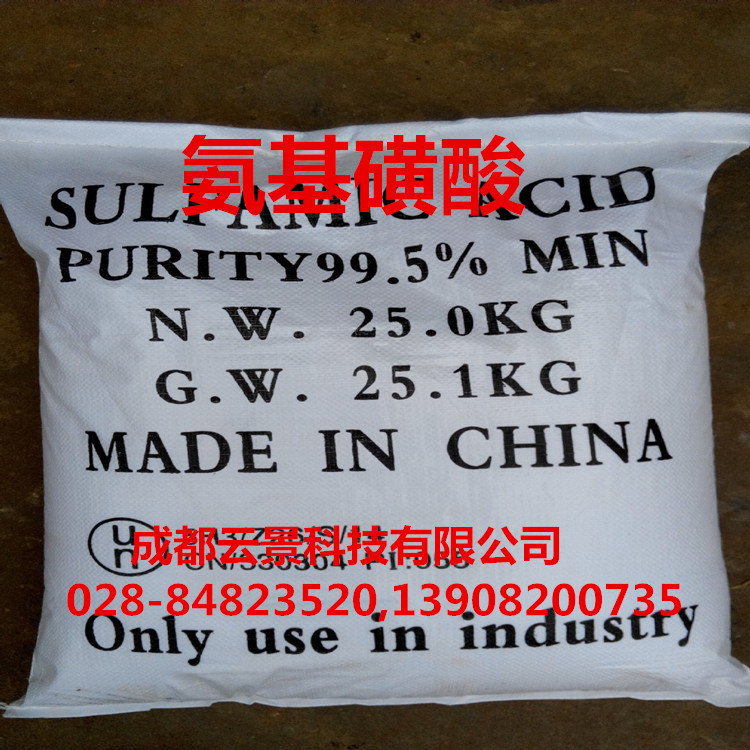 氨基磺酸
SULFAMIC ACID
PURITY99.5% MIN
N.W. 25.0KG
G.W. 25.1KG
MADE IN CHINA
un
成都云景科技有限公司
028-84823520,13908200735
Only use in industry